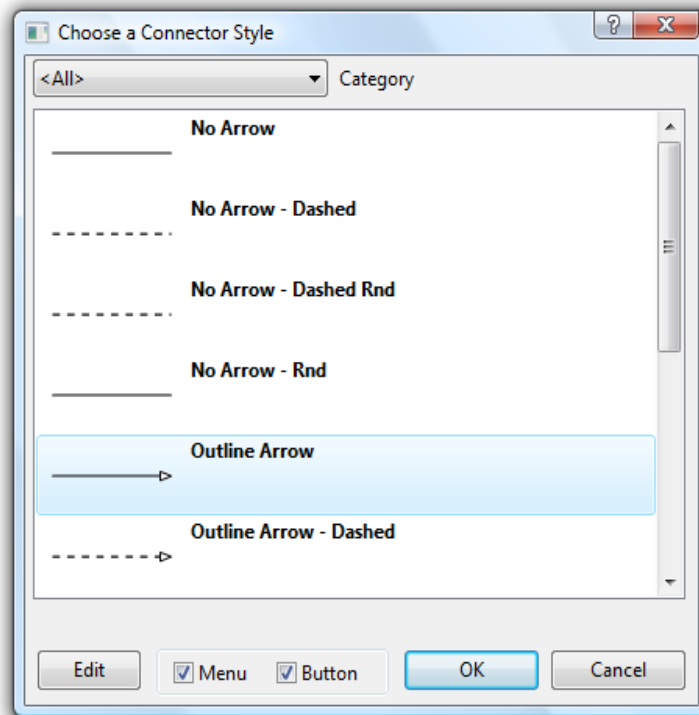 Choose a Connector Style
?
<All> Category
No Arrow
No Arrow - Dashed
No Arrow - Dashed Rnd
No Arrow - Rnd
Outline Arrow
Outline Arrow - Dashed
Edit Menu Button OK Cancel